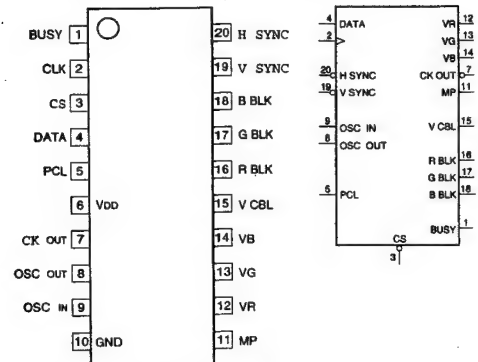 BUSY 1
CLK 2
CS 3
DATA 4
PCL 5
6 VDD
CK OUT 7
OSC OUT 8
OSC IN 9
10 GND
20 H SYNC
19 V SYNC
18 B BLK
17 G BLK
16 R BLK
15 V CBL
14 VB
13 VG
12 VR
11 MP
4 DATA
2
20 H SYNC
19 V SYNC
9 OSC IN
8 OSC OUT
5 PCL
VR 12
VG 13
VB 14
CK OUT 7
MP 11
V CBL 15
R BLK 16
G BLK 17
B BLK 18
BUSY 1
CS
3